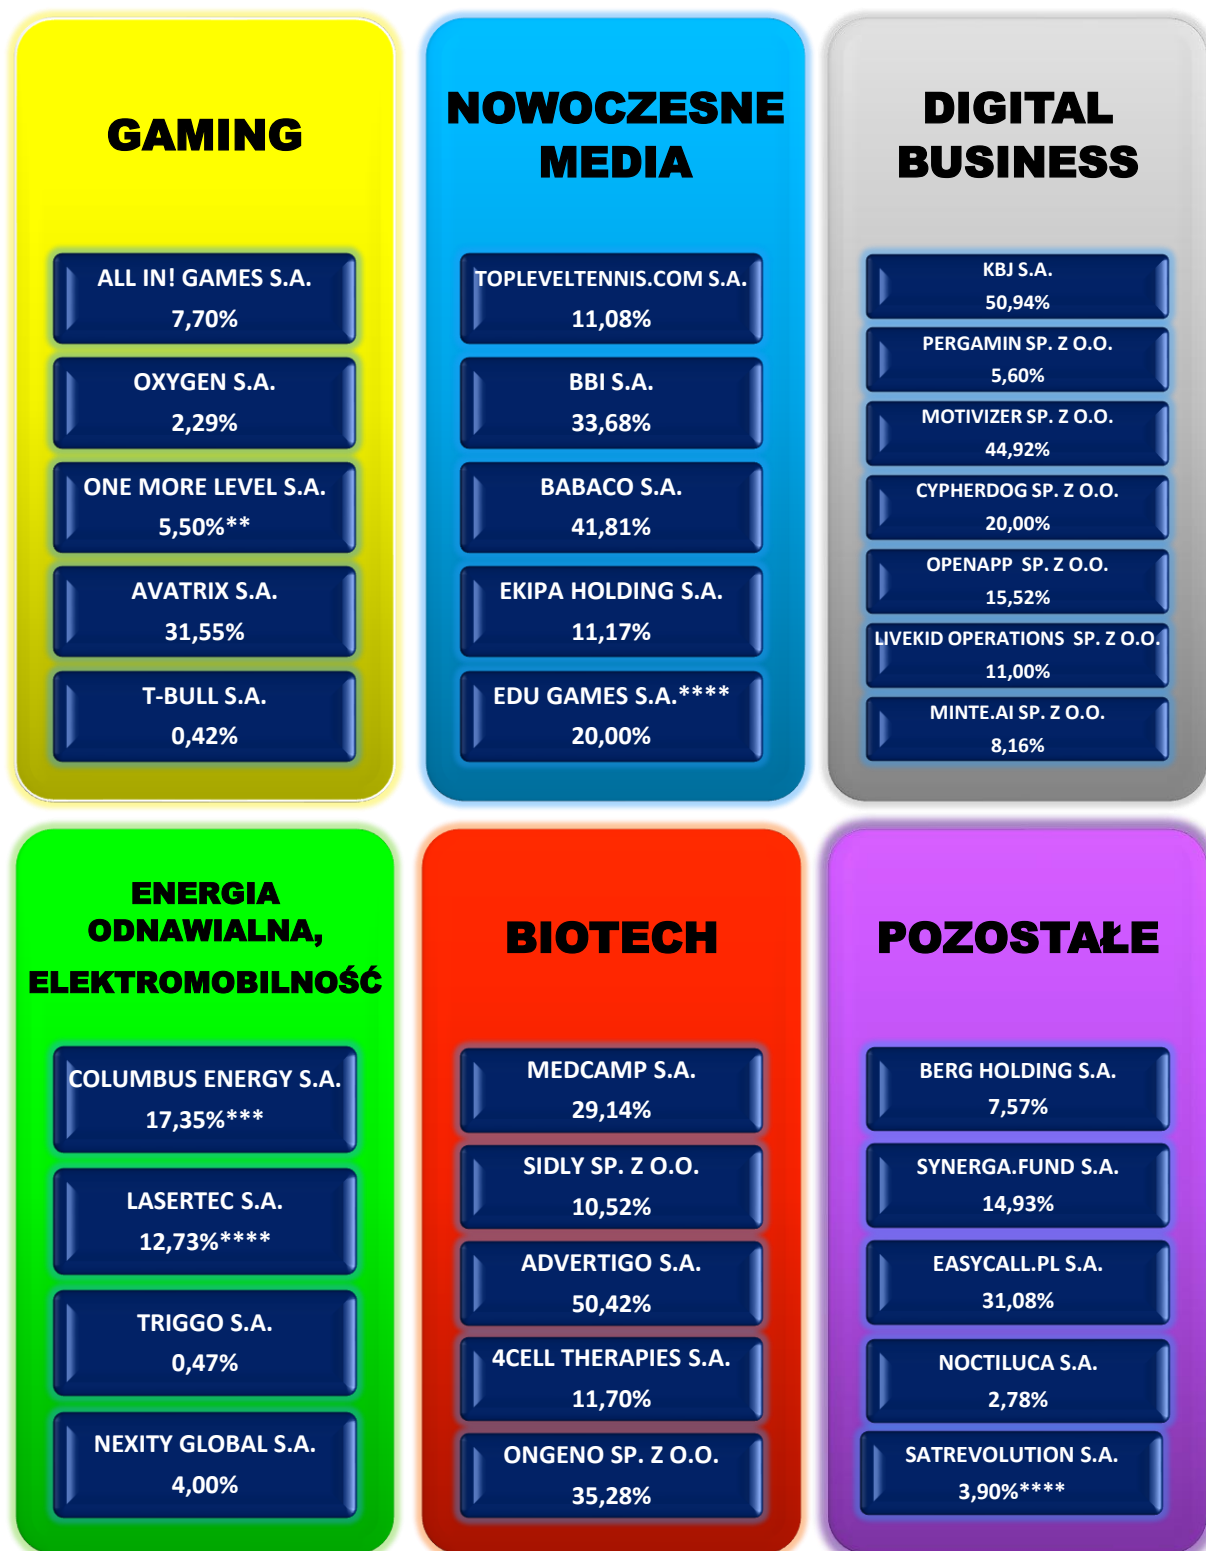 GAMING
ALL IN! GAMES S.A.
7,70%
OXYGEN S.A.
2,29%
ONE MORE LEVEL S.A.
5,50%**
AVATRIX S.A.
31,55%
T-BULL S.A.
0,42%
NOWOCZESNE
MEDIA
TOPLEVELTENNIS.COM S.A.
11,08%
BBI S.A.
33,68%
BABACO S.A.
41,81%
EKIPA HOLDING S.A.
11,17%
EDU GAMES S.A.****
20,00%
DIGITAL
BUSINESS
KBJ S.A.
50,94%
PERGAMIN SP. Z O.O.
5,60%
MOTIVIZER SP. Z O.O.
44,92%
CYPHERDOG SP. Z O.O.
20,00%
OPENAPP SP. Z O.O.
15,52%
LIVEKID OPERATIONS SP. Z O.O.
11,00%
MINTE.AI SP. Z O.O.
8,16%
ENERGIA
ODNAWIALNA,
ELEKTROMOBILNOŚĆ
COLUMBUS ENERGY S.A.
17,35%***
LASERTEC S.A.
12,73%****
TRIGGO S.A.
0,47%
NEXITY GLOBAL S.A.
4,00%
BIOTECH
MEDCAMP S.A.
29,14%
SIDLY SP. Z O.O.
10,52%
ADVERTIGO S.A.
50,42%
4CELL THERAPIES S.A.
11,70%
ONGENO SP. Z O.O.
35,28%
POZOSTAŁE
BERG HOLDING S.A.
7,57%
SYNERGA.FUND S.A.
14,93%
EASYCALL.PL S.A.
31,08%
NOCTILUCA S.A.
2,78%
SATREVOLUTION S.A.
3,90%****